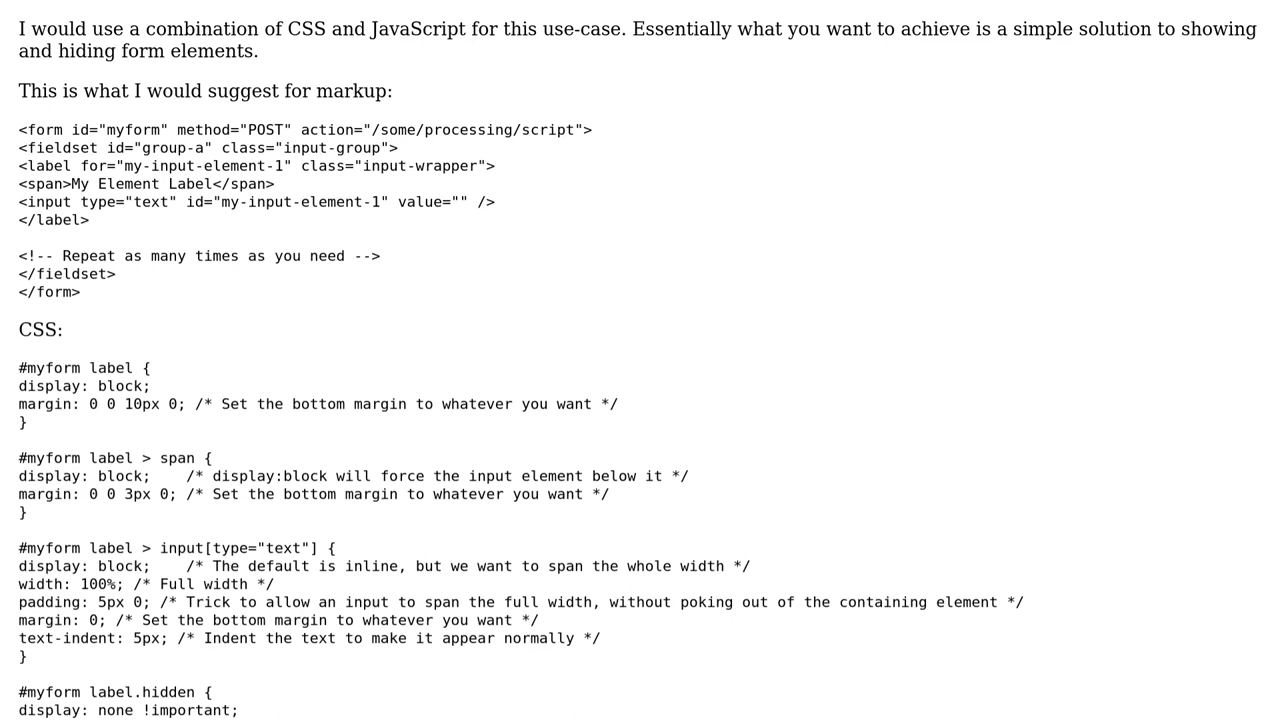 I would use a combination of CSS and JavaScript for this use-case. Essentially what you want to achieve is a simple solution to showing
and hiding form elements.
This is what I would suggest for markup:
<form id="myform" method="POST" action="/some/processing/script">
<fieldset id="group-a" class="input-group">
<label for="my-input-element-1" class="input-wrapper">
<span>My Element Label</span>
<input type="text" id="my-input-element-1" value="" />
</label>
<!-- Repeat as many times as you need -->
</fieldset>
</form>
CSS:
#myform label {
display: block;
margin: 0 0 10px 0; /* Set the bottom margin to whatever you want */
}
#myform label > span {
display: block;    /* display:block will force the input element below it */
margin: 0 0 3px 0; /* Set the bottom margin to whatever you want */
}
#myform label > input[type="text"] {
display: block;    /* The default is inline, but we want to span the whole width */
width: 100%; /* Full width */
padding: 5px 0; /* Trick to allow an input to span the full width, without poking out of the containing element */
margin: 0; /* Set the bottom margin to whatever you want */
text-indent: 5px; /* Indent the text to make it appear normally */
}
#myform label.hidden {
display: none !important;